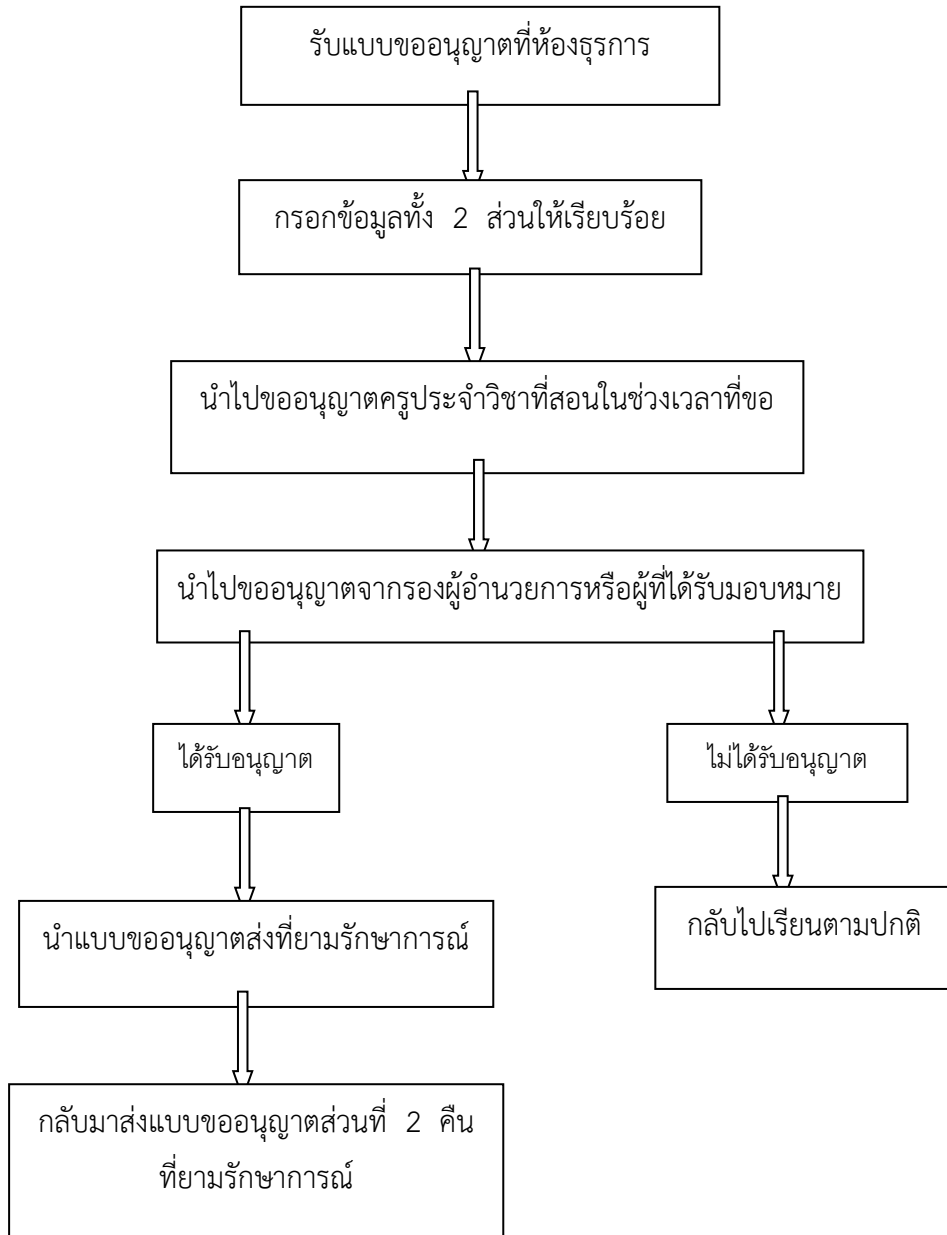 รับแบบขออนุญาตที่ห้องธุรการ
กรอกข้อมูลทั้ง 2 ส่วนให้เรียบร้อย
นำไปขออนุญาตครูประจำวิชาที่สอนในช่วงเวลาที่ขอ
นำไปขออนุญาตจากรองผู้อำนวยการหรือผู้ที่ได้รับมอบหมาย
ได้รับอนุญาต
ไม่ได้รับอนุญาต
นำแบบขออนุญาตส่งที่ยามรักษาการณ์
กลับไปเรียนตามปกติ
กลับมาส่งแบบขออนุญาตส่วนที่ 2 คืน
ที่ยามรักษาการณ์